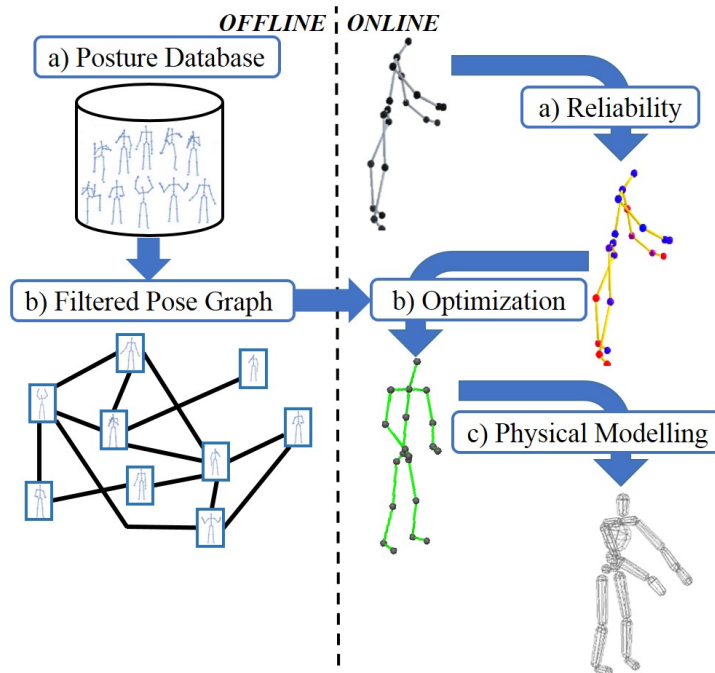 OFFLINE
ONLINE
a) Posture Database
a) Reliability
b) Filtered Pose Graph
b) Optimization
c) Physical Modelling